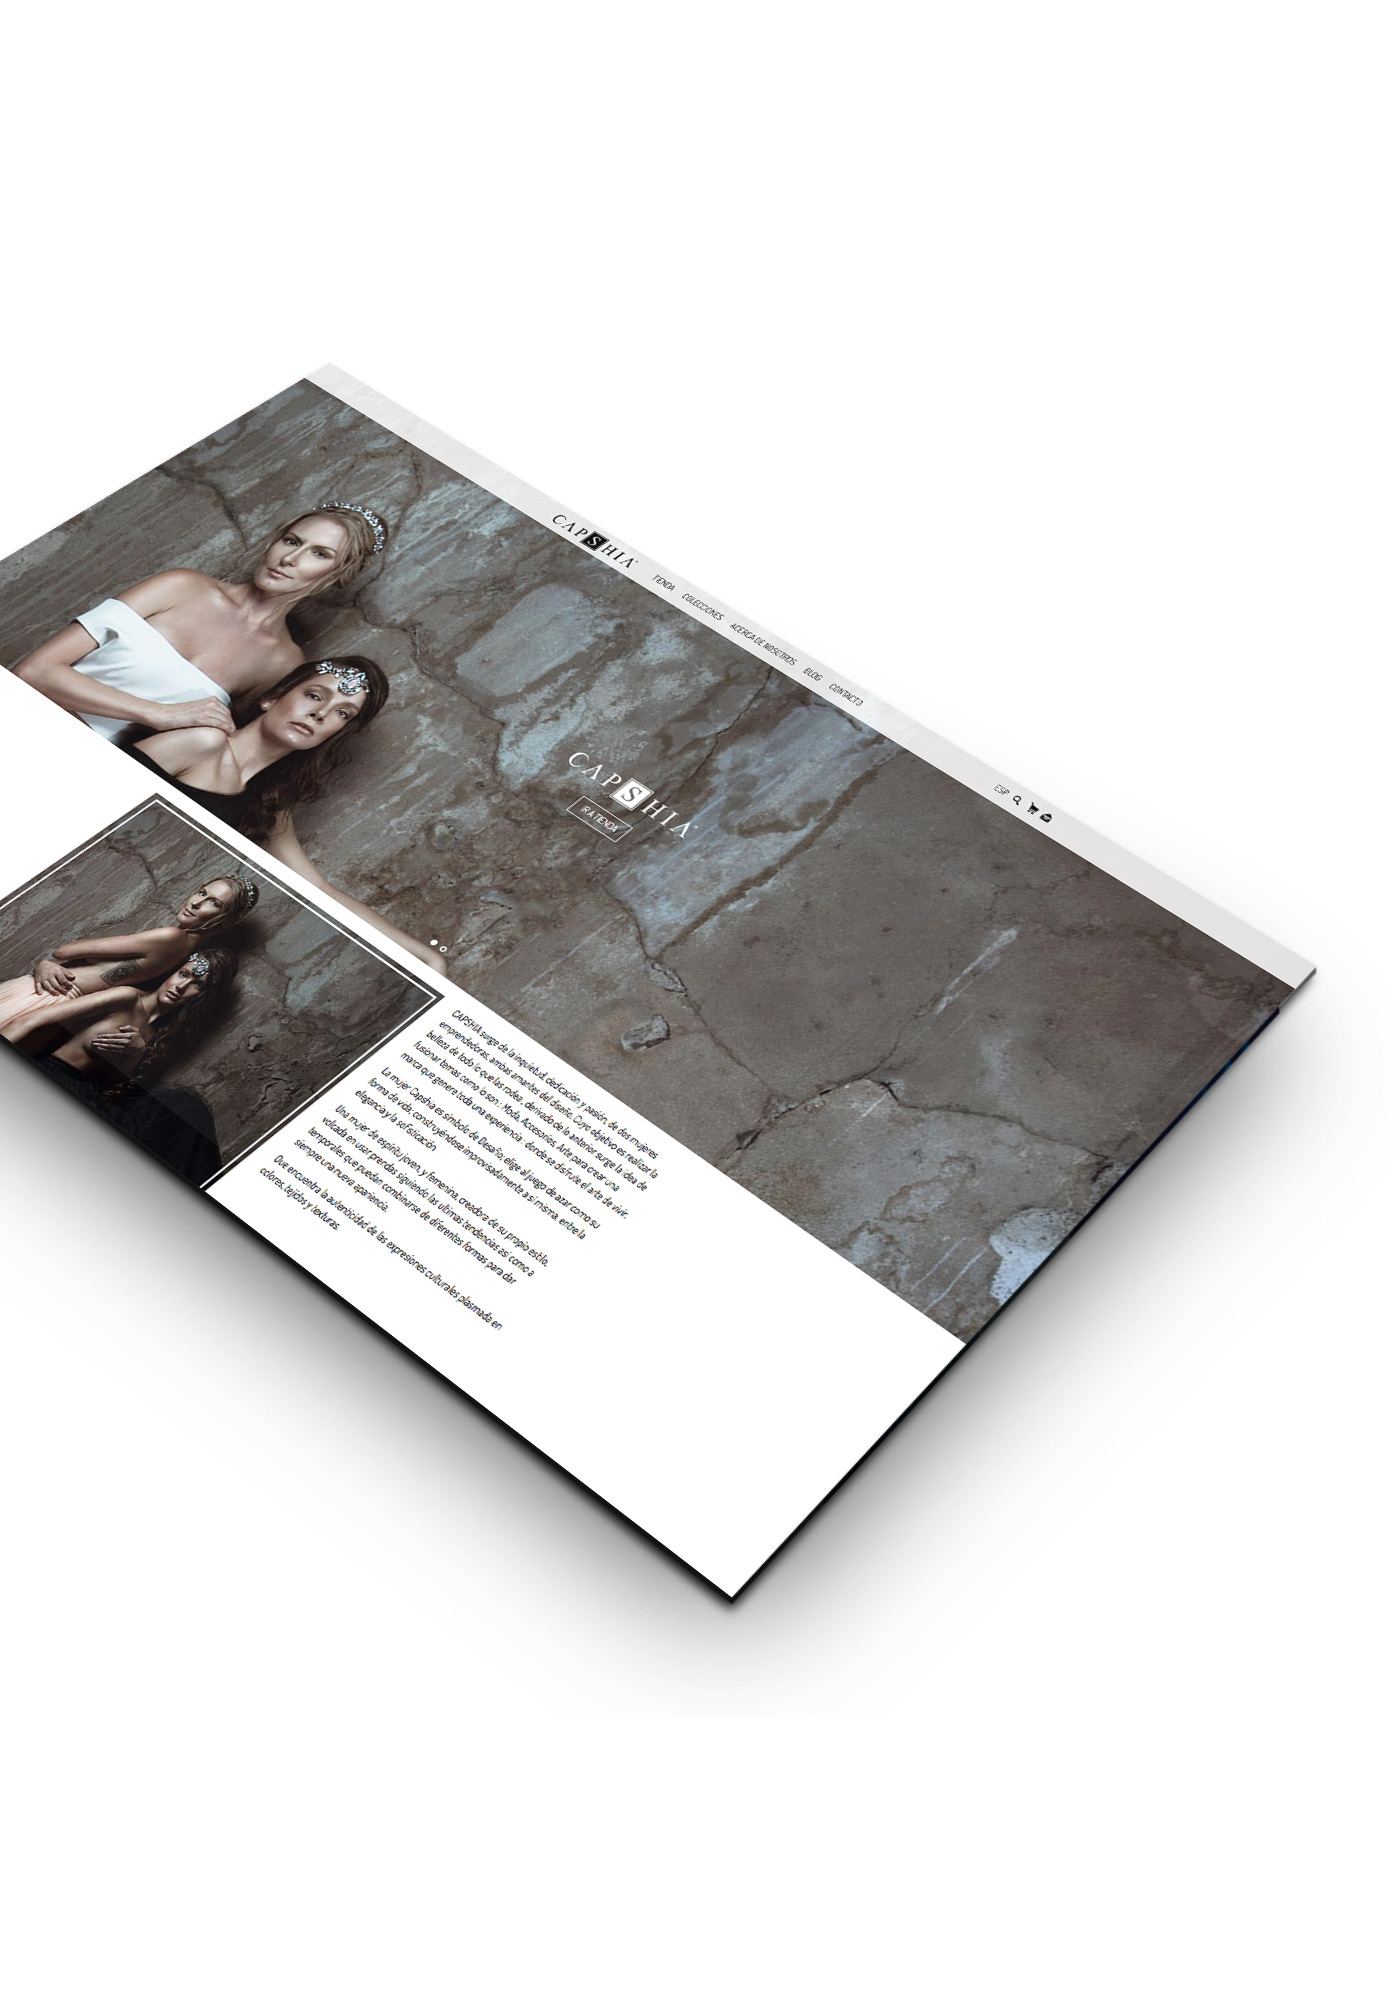 CAPSHIA
TIENDA COLECCIONES ACERCA DE NOSOTROS BLOG CONTACTO
ESP
CAPSHIA
IR A TIENDA
CAPSHIA surge de la inquietud, dedicación y pasión, de dos mujeres
emprendedoras, ambas amantes del diseño. Cuyo objetivo es realizar la
belleza de todo lo que las rodea, derivado de lo anterior surge la idea de
fusionar temas como lo son; Moda, Accesorios, Arte para crear una
marca que genere toda una experiencia donde se disfrute el arte de vivir.
La mujer Capshia es símbolo de Desafío, elige al juego de azar como su
forma de vida, construyéndose improvisadamente a si misma, entre la
elegancia y la sofisticación
Una mujer de espíritu joven, y femenina, creadora de su propio estilo,
volcada en usar prendas siguiendo las ultimas tendencias así como a
temporales que puedan combinarse de diferentes formas para dar
siempre una nueva apariencia.
Que encuentra la autenticidad de las expresiones culturales plasmada en
colores, tejidos y texturas.